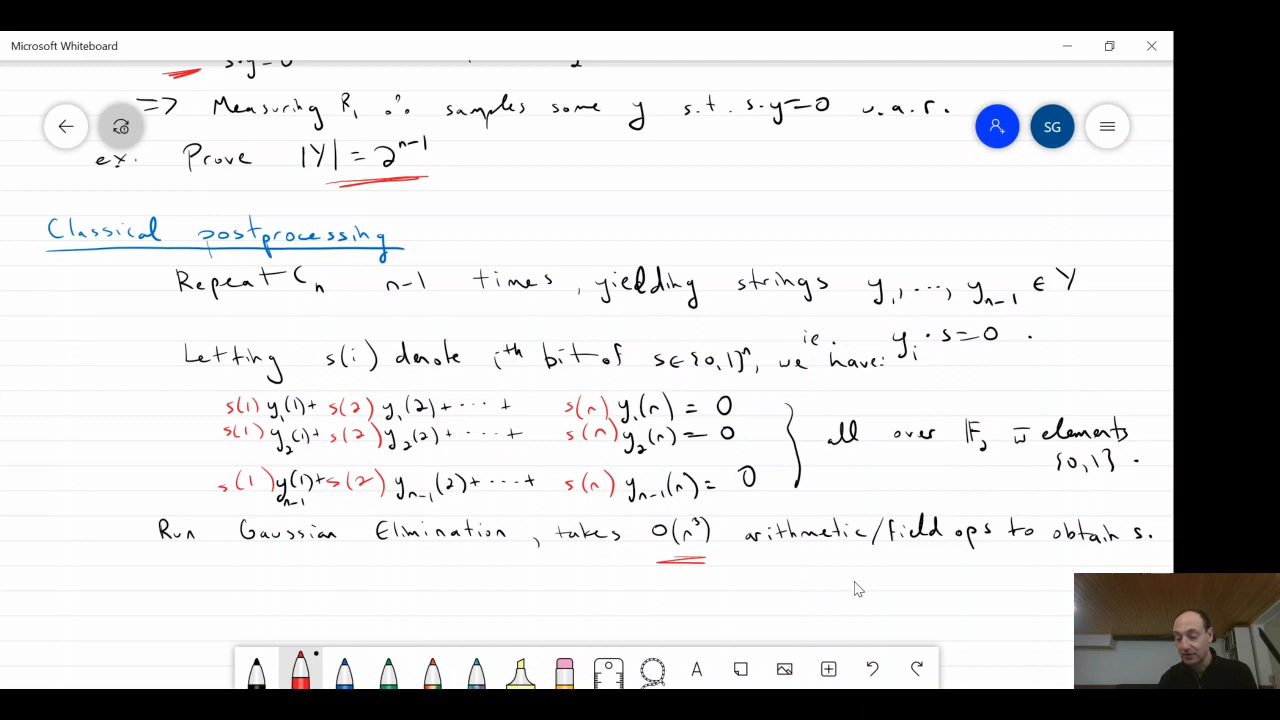 Microsoft Whiteboard
s·y=0
=> Measuring R₁ ∴ samples some y s.t. s·y=0 u.a.r.
SG
ex. Prove |Y| = 2ⁿ⁻¹
Classical postprocessing
Repeat Cₙ n-1 times, yielding strings y₁, ..., yₙ₋₁ ∈ Y
ie. yᵢ · s = 0 .
Letting s(i) denote iᵗʰ bit of s∈{0,1}ⁿ, we have:
s(1) y₁(1)+ s(2) y₁(2)+ ···· + s(n) y₁(n) = 0
s(1) y₂(1)+ s(2) y₂(2)+ ···· + s(n) y₂(n) = 0
s(1) yₙ₋₁(1)+ s(2) yₙ₋₁(2)+ ···· + s(n) yₙ₋₁(n) = 0
} all over 𝔽₂ w̄ elements
{0,1} .
Run Gaussian Elimination, takes O(n³) arithmetic/field ops to obtain s.
A